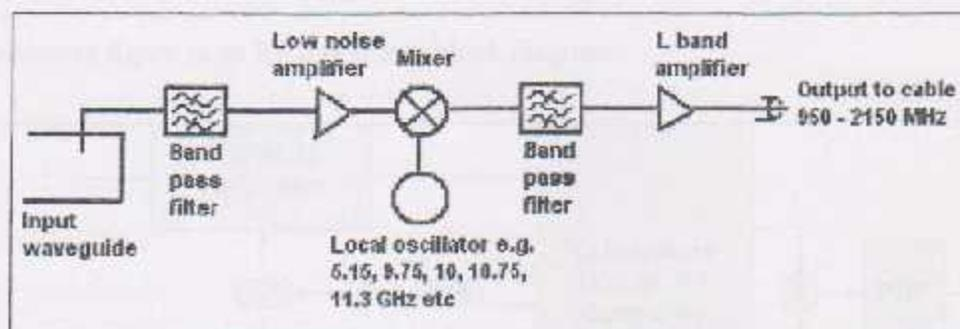 Low noise
amplifier
Mixer
L band
amplifier
Output to cable
950 - 2150 MHz
Band
pass
filter
Band
pass
filter
Input
waveguide
Local oscillator e.g.
5.15, 9.75, 10, 10.75,
11.3 GHz etc